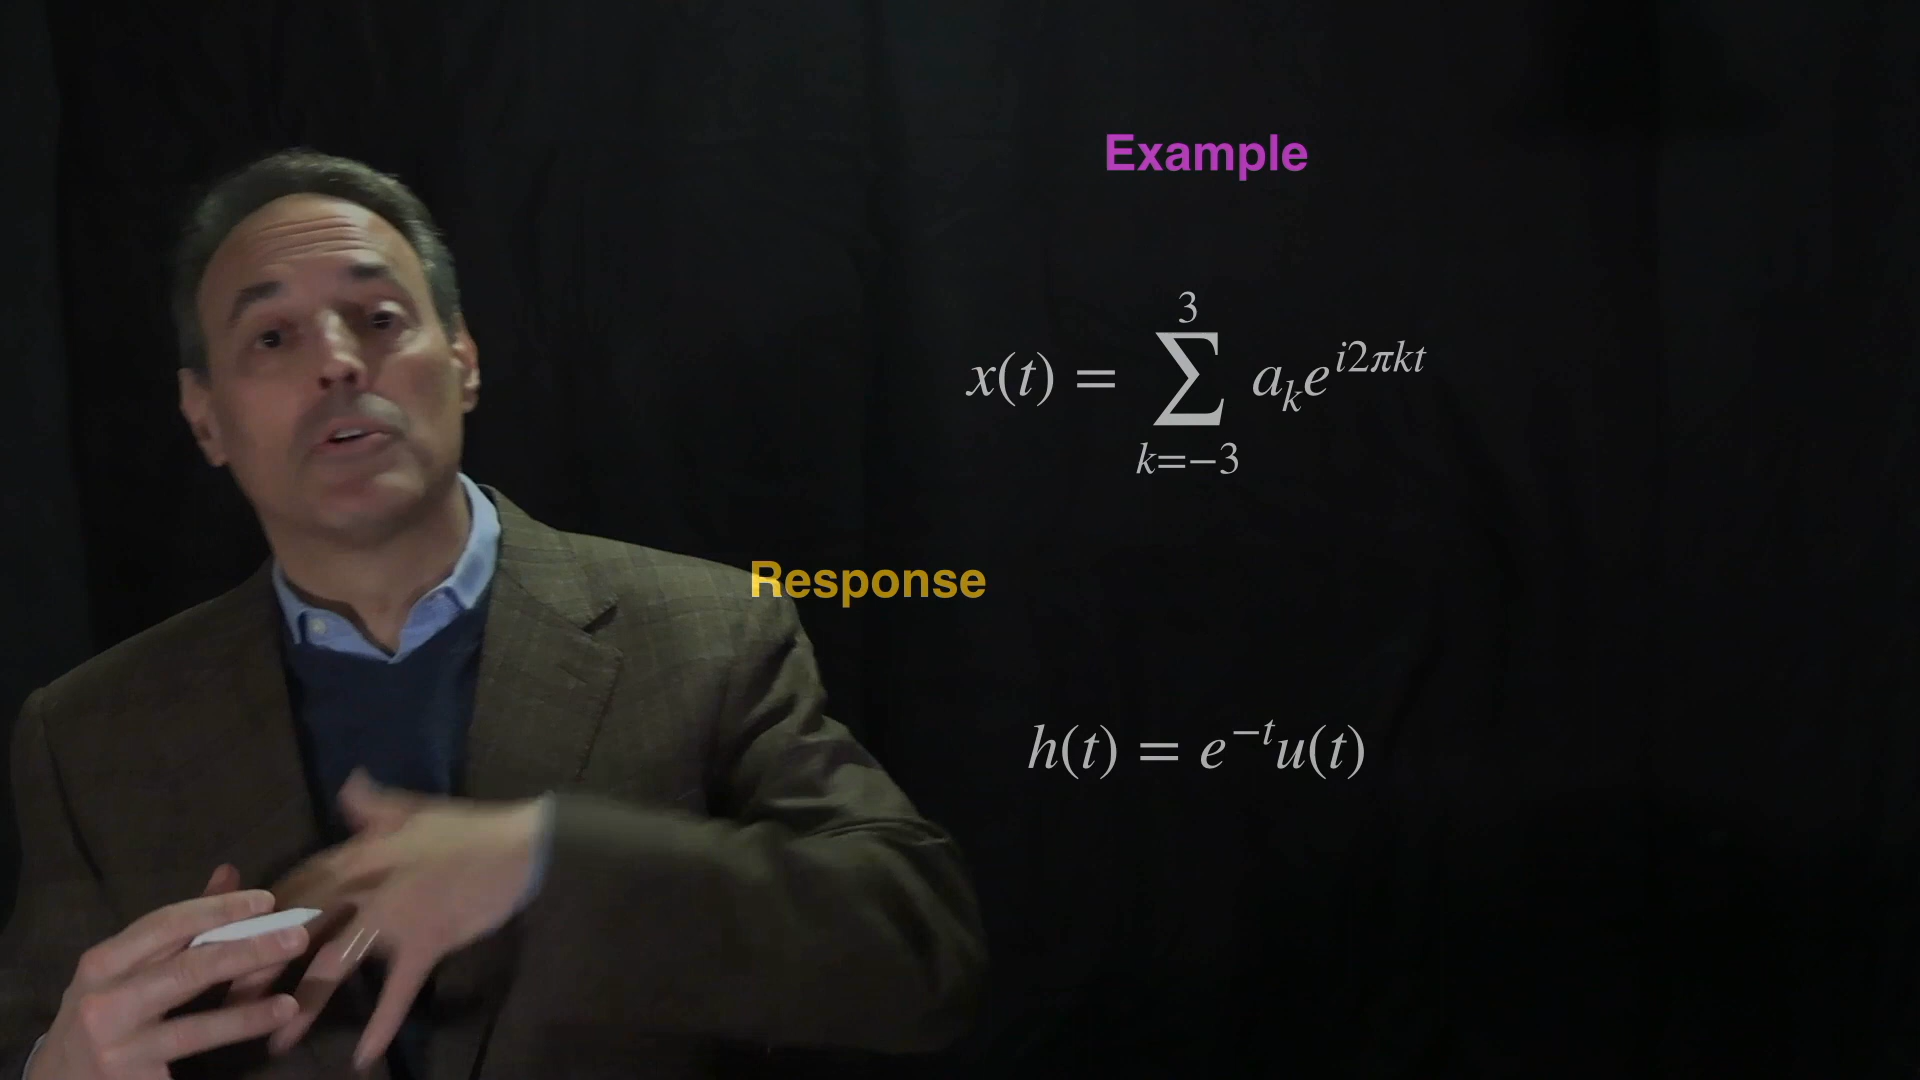 Example
x(t) = \sum_{k=-3}^{3} a_k e^{i2\pi kt}
Response
h(t) = e^{-t}u(t)